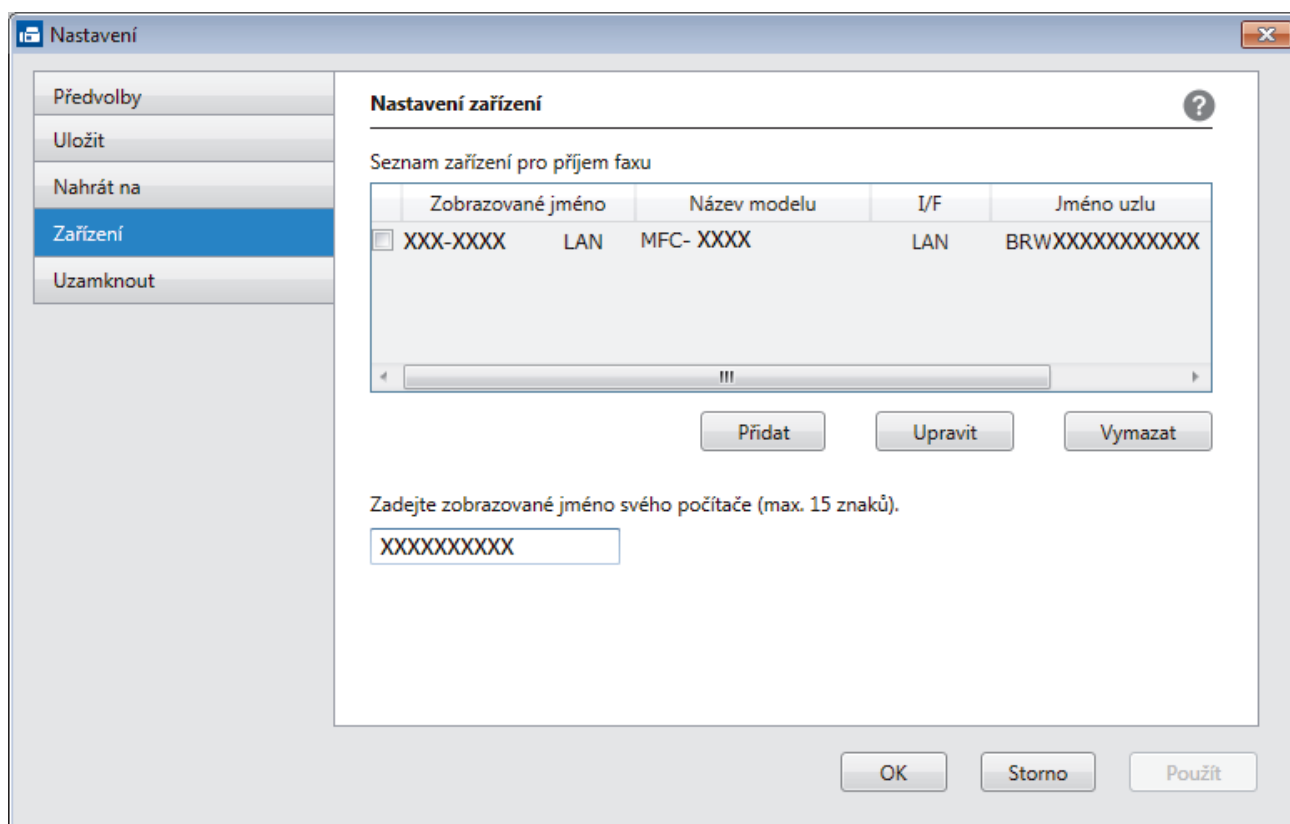 Nastavení
Předvolby
Uložit
Nahrát na
Zařízení
Uzamknout
Nastavení zařízení
?
Seznam zařízení pro příjem faxu
Zobrazované jméno Název modelu I/F Jméno uzlu
XXX-XXXX LAN MFC- XXXX LAN BRWXXXXXXXXXXX
Přidat Upravit Vymazat
Zadejte zobrazované jméno svého počítače (max. 15 znaků).
XXXXXXXXXX
OK Storno Použít